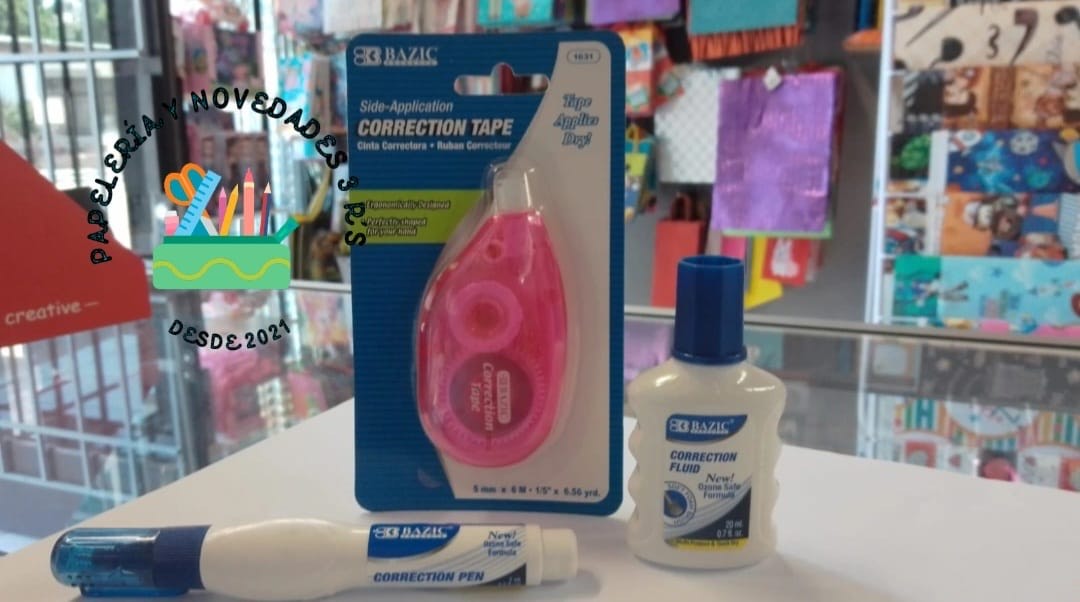 PAPELERÍA Y NOVEDADES 3 R'S
DESDE 2021
creative
BAZIC
1631
Side-Application
CORRECTION TAPE
Cinta Correctora • Ruban Correcteur
Tape
Applies
Dry!
Ergonomically Designed
Perfectly shaped
for your hand
BAZIC
Correction
Tape
5 mm x 6 M • 1/5" x 6.56 yrd.
BAZIC
CORRECTION
FLUID
New!
Ozone Safe
Formula
20 ml
0.7 fl. oz.
BAZIC
New!
Ozone Safe
Formula
CORRECTION PEN
37